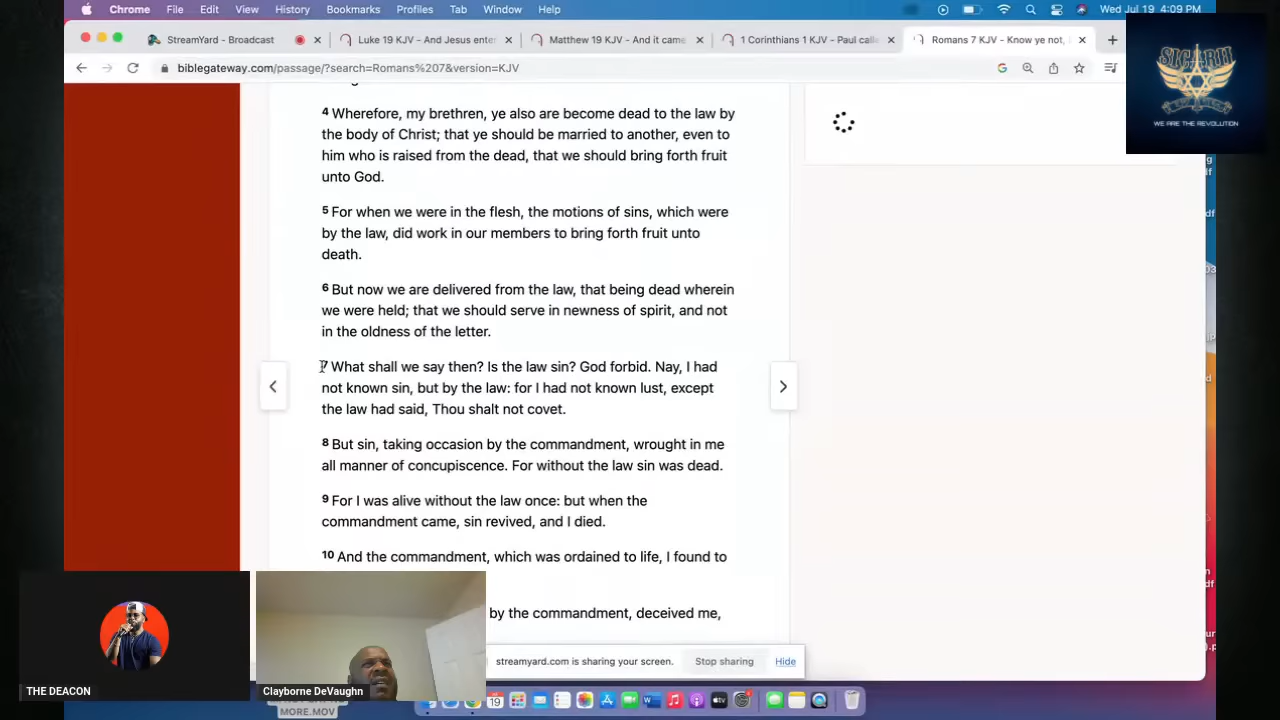 Chrome File Edit View History Bookmarks Profiles Tab Window Help Wed Jul 19 4:09 PM
StreamYard - Broadcast
Luke 19 KJV - And Jesus ente
Matthew 19 KJV - And it cam
1 Corinthians 1 KJV - Paul calle
Romans 7 KJV - Know ye not,
biblegateway.com/passage/?search=Romans%207&version=KJV
SICARII
WE ARE THE REVOLUTION
4 Wherefore, my brethren, ye also are become dead to the law by
the body of Christ; that ye should be married to another, even to
him who is raised from the dead, that we should bring forth fruit
unto God.
5 For when we were in the flesh, the motions of sins, which were
by the law, did work in our members to bring forth fruit unto
death.
6 But now we are delivered from the law, that being dead wherein
we were held; that we should serve in newness of spirit, and not
in the oldness of the letter.
7 What shall we say then? Is the law sin? God forbid. Nay, I had
not known sin, but by the law: for I had not known lust, except
the law had said, Thou shalt not covet.
8 But sin, taking occasion by the commandment, wrought in me
all manner of concupiscence. For without the law sin was dead.
9 For I was alive without the law once: but when the
commandment came, sin revived, and I died.
10 And the commandment, which was ordained to life, I found to
by the commandment, deceived me,
streamyard.com is sharing your screen. Stop sharing Hide
THE DEACON
Clayborne DeVaughn
19
MORE.MOV